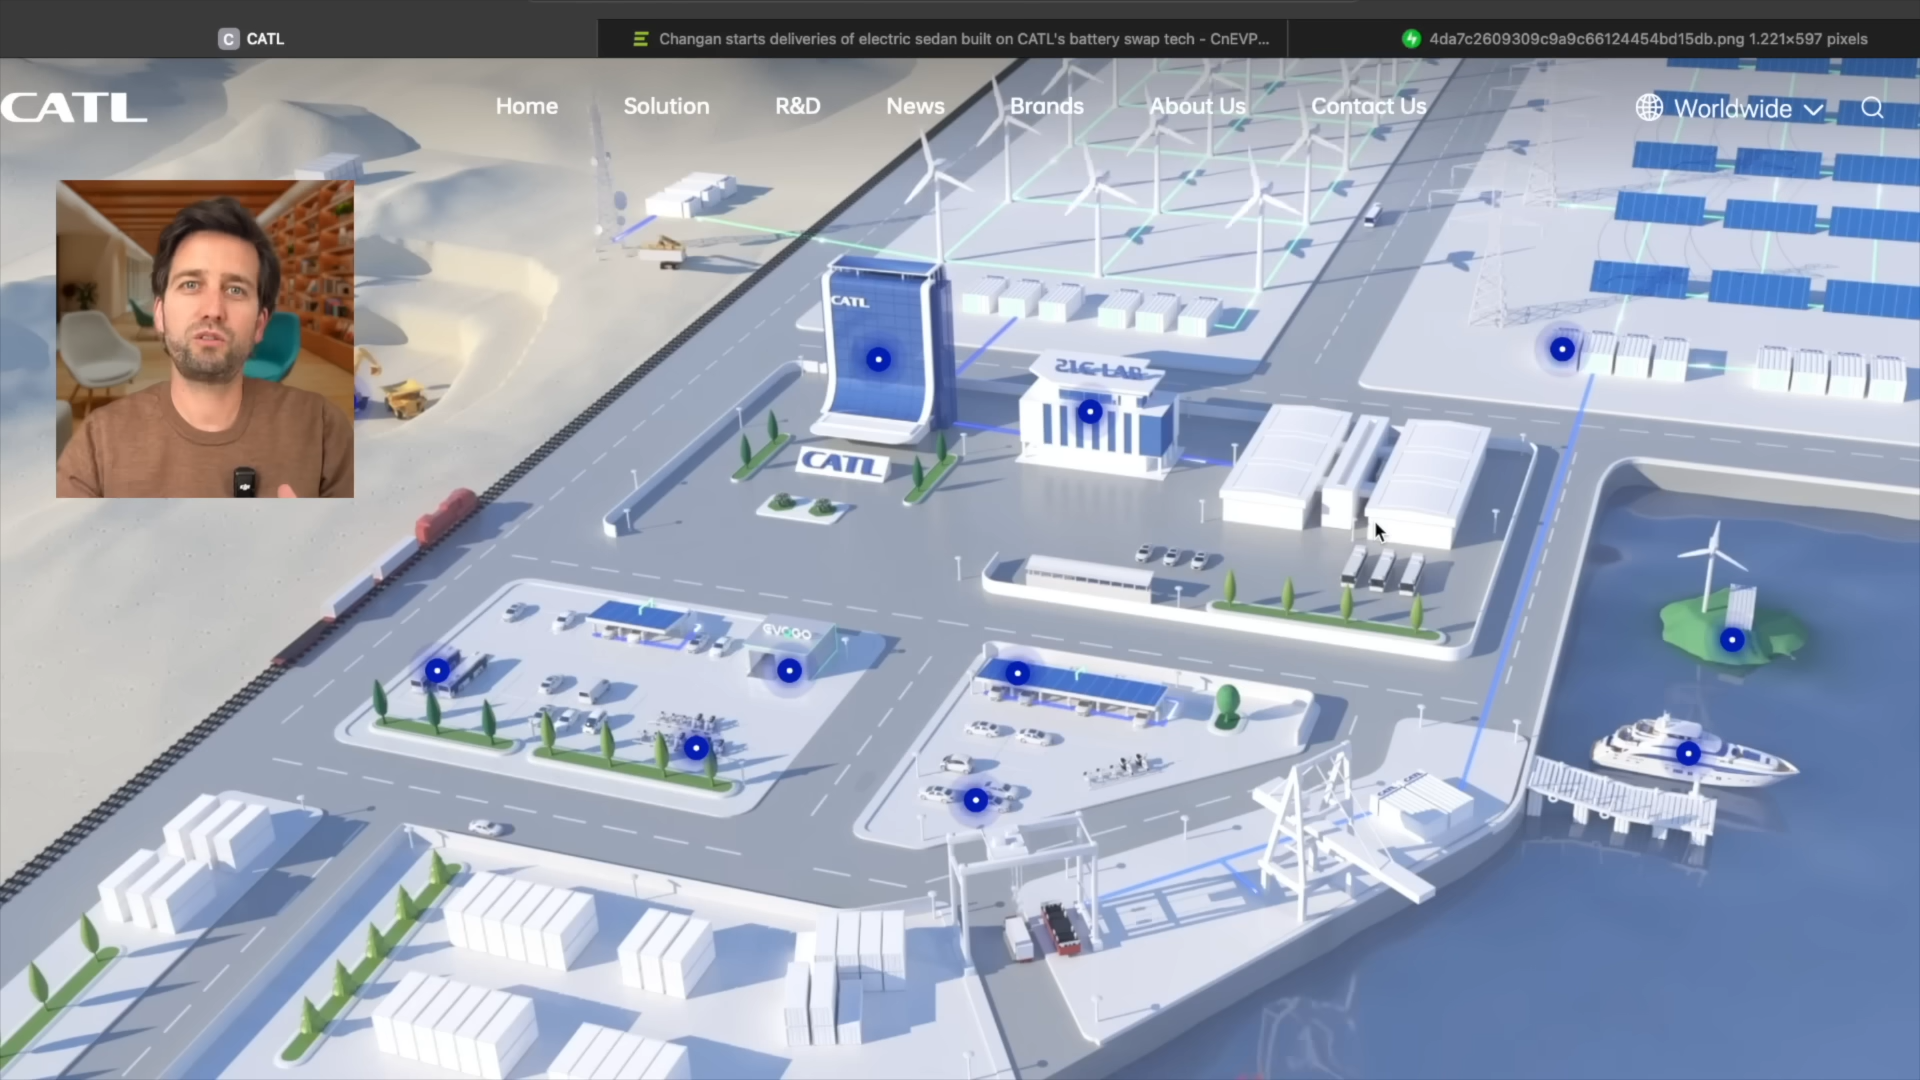 C CATL
Changan starts deliveries of electric sedan built on CATL's battery swap tech - CnEVP...
4da7c2609309c9a9c66124454bd15db.png 1.221×597 pixels
CATL
Home
Solution
R&D
News
Brands
About Us
Contact Us
Worldwide
CATL
21C LAB
CATL
EVOGO
CATL